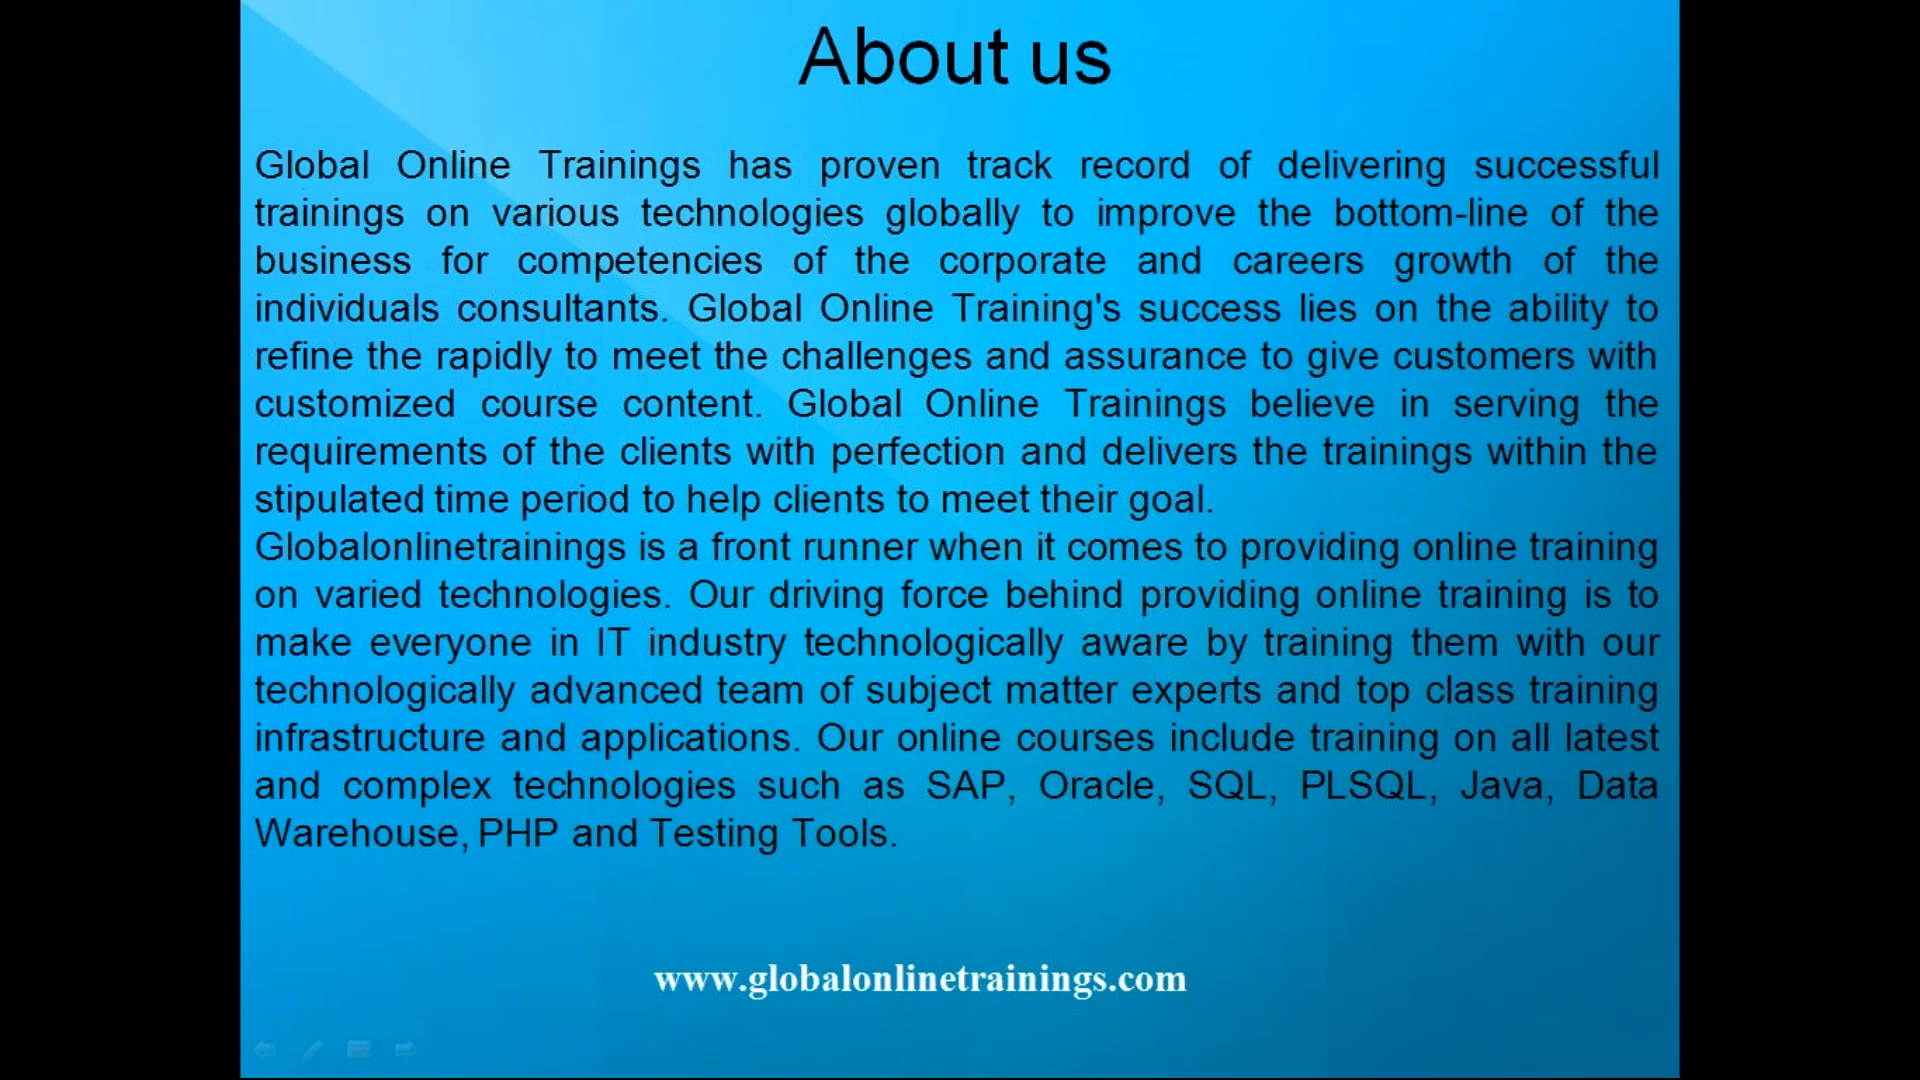 About us
Global Online Trainings has proven track record of delivering successful
trainings on various technologies globally to improve the bottom-line of the
business for competencies of the corporate and careers growth of the
individuals consultants. Global Online Training's success lies on the ability to
refine the rapidly to meet the challenges and assurance to give customers with
customized course content. Global Online Trainings believe in serving the
requirements of the clients with perfection and delivers the trainings within the
stipulated time period to help clients to meet their goal.
Globalonlinetrainings is a front runner when it comes to providing online training
on varied technologies. Our driving force behind providing online training is to
make everyone in IT industry technologically aware by training them with our
technologically advanced team of subject matter experts and top class training
infrastructure and applications. Our online courses include training on all latest
and complex technologies such as SAP, Oracle, SQL, PLSQL, Java, Data
Warehouse, PHP and Testing Tools.
www.globalonlinetrainings.com